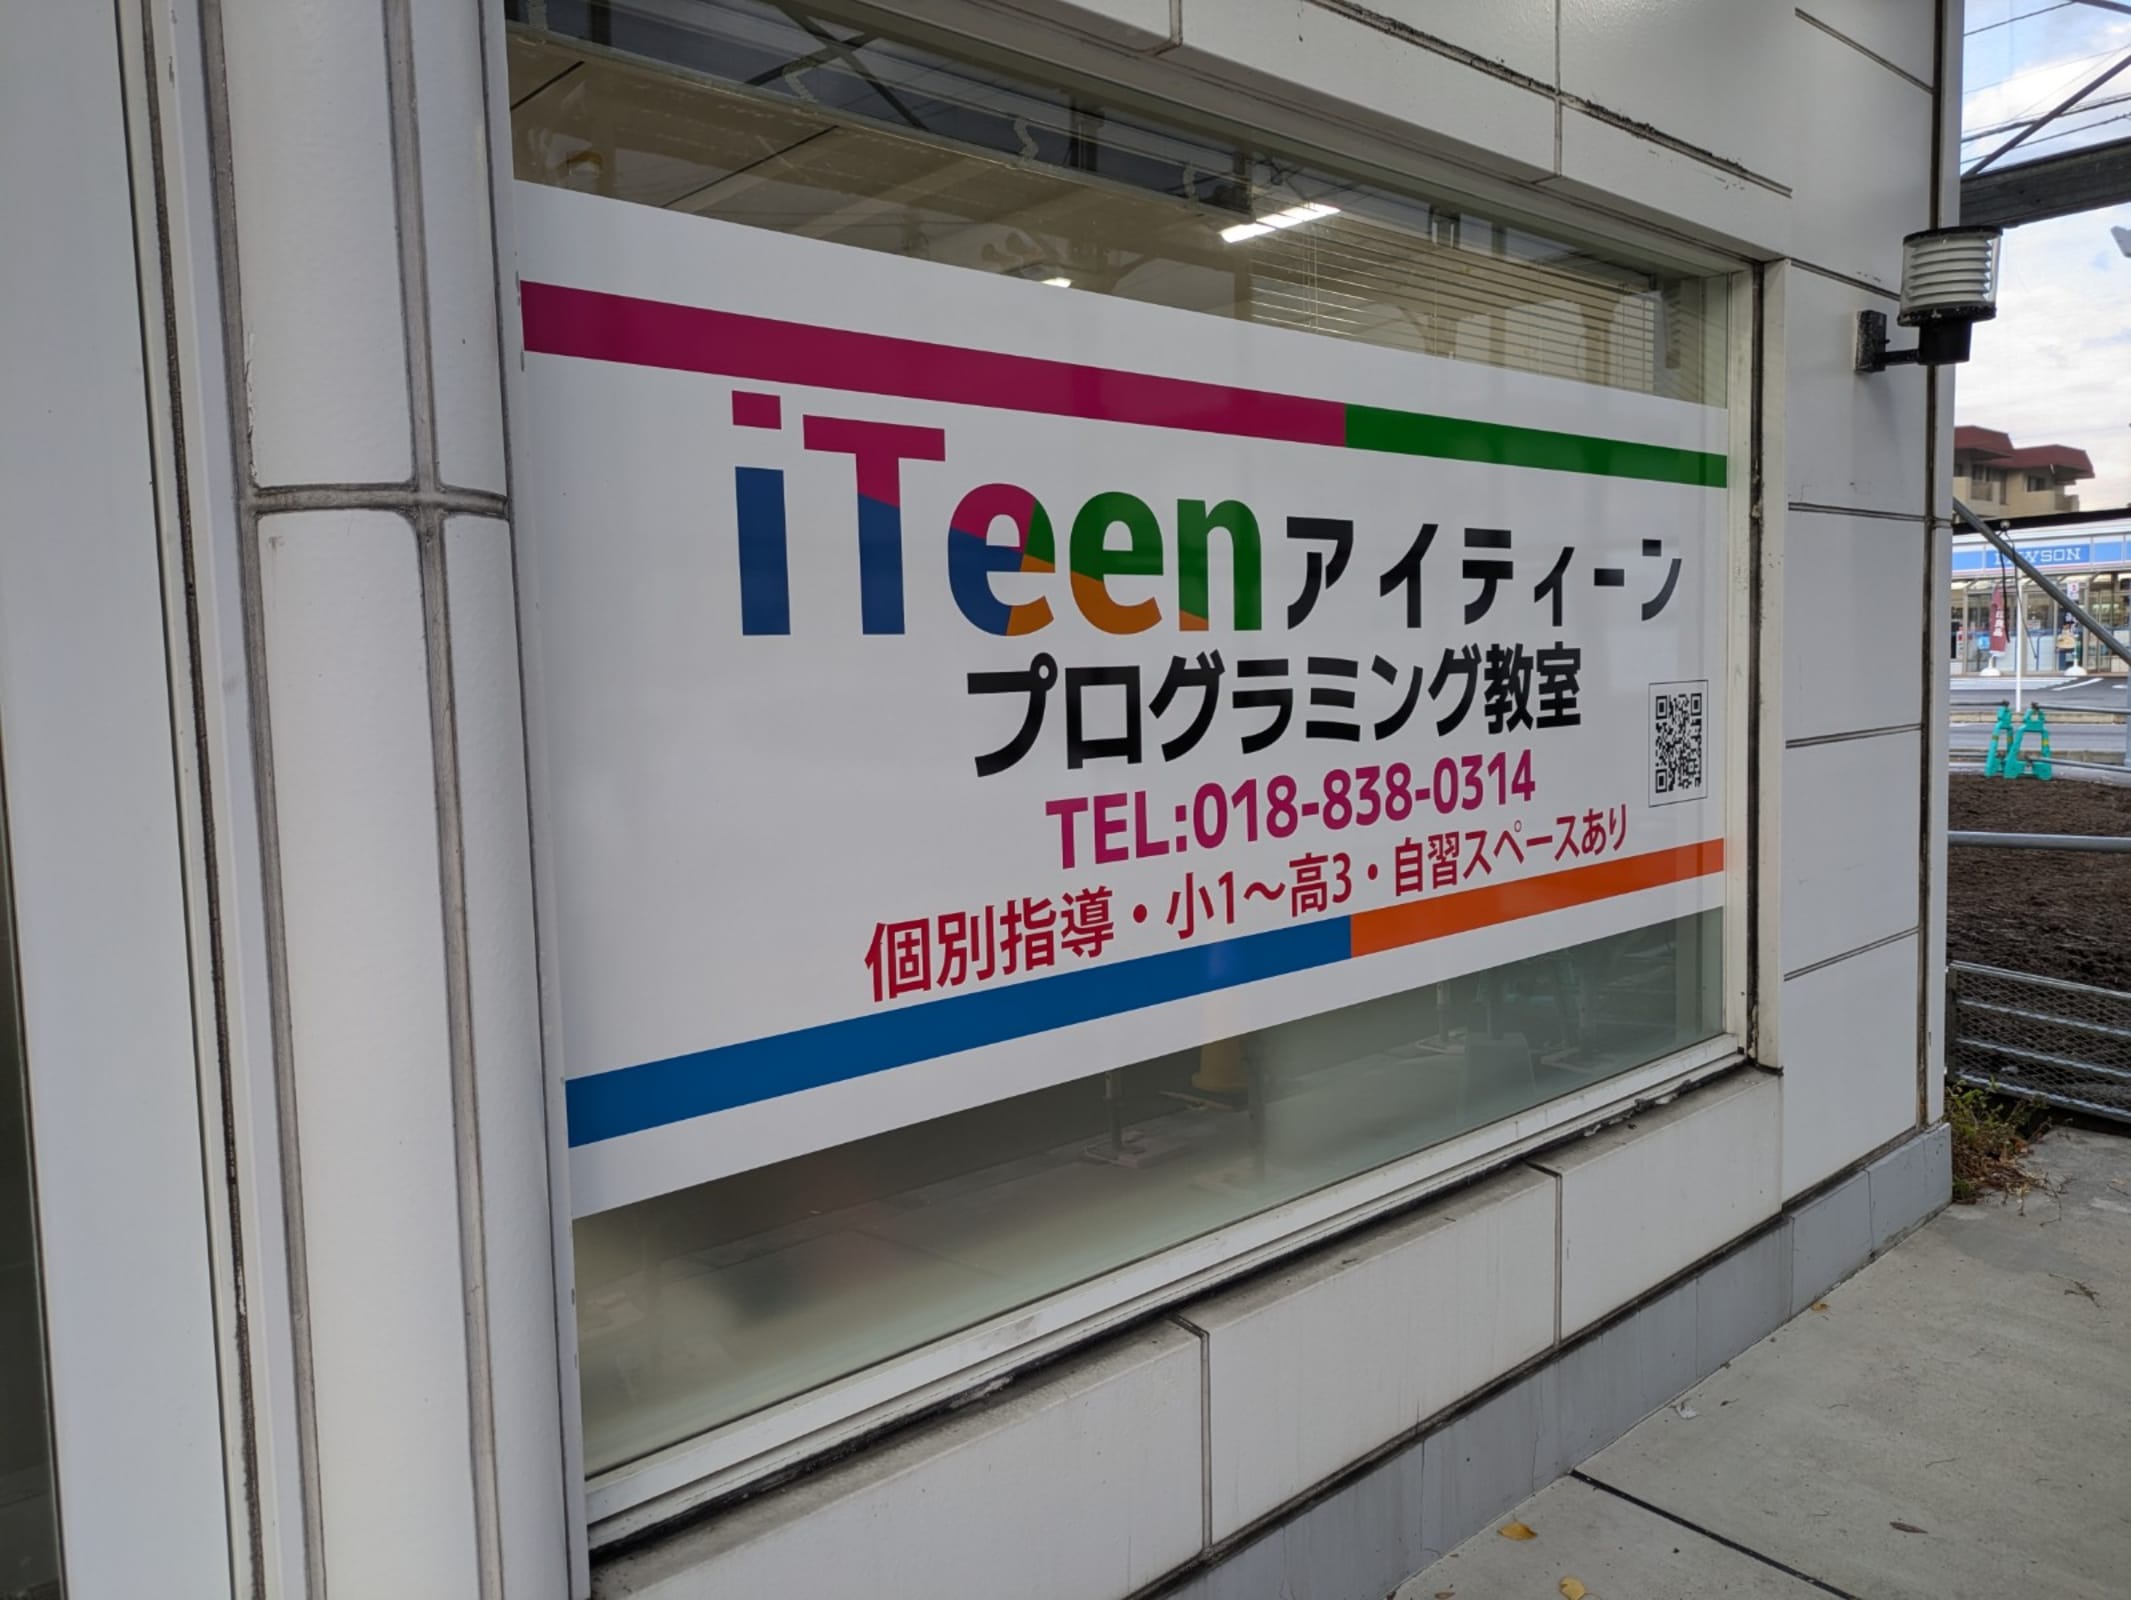 iTeenアイティーン
プログラミング教室
TEL:018-838-0314
個別指導・小1～高3・自習スペースあり
LAWSON